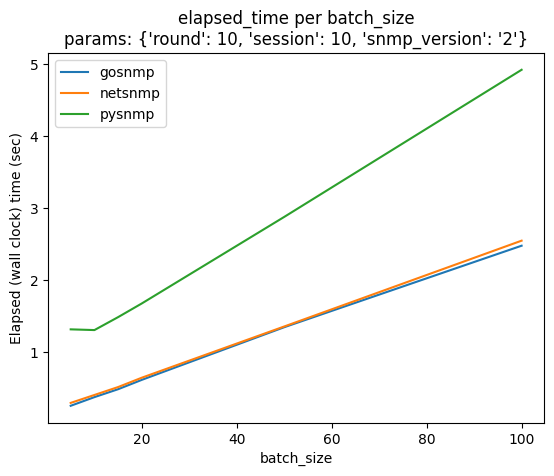 elapsed_time per batch_size
params: {'round': 10, 'session': 10, 'snmp_version': '2'}
gosnmp
netsnmp
pysnmp
Elapsed (wall clock) time (sec)
5
4
3
2
1
20
40
60
80
100
batch_size